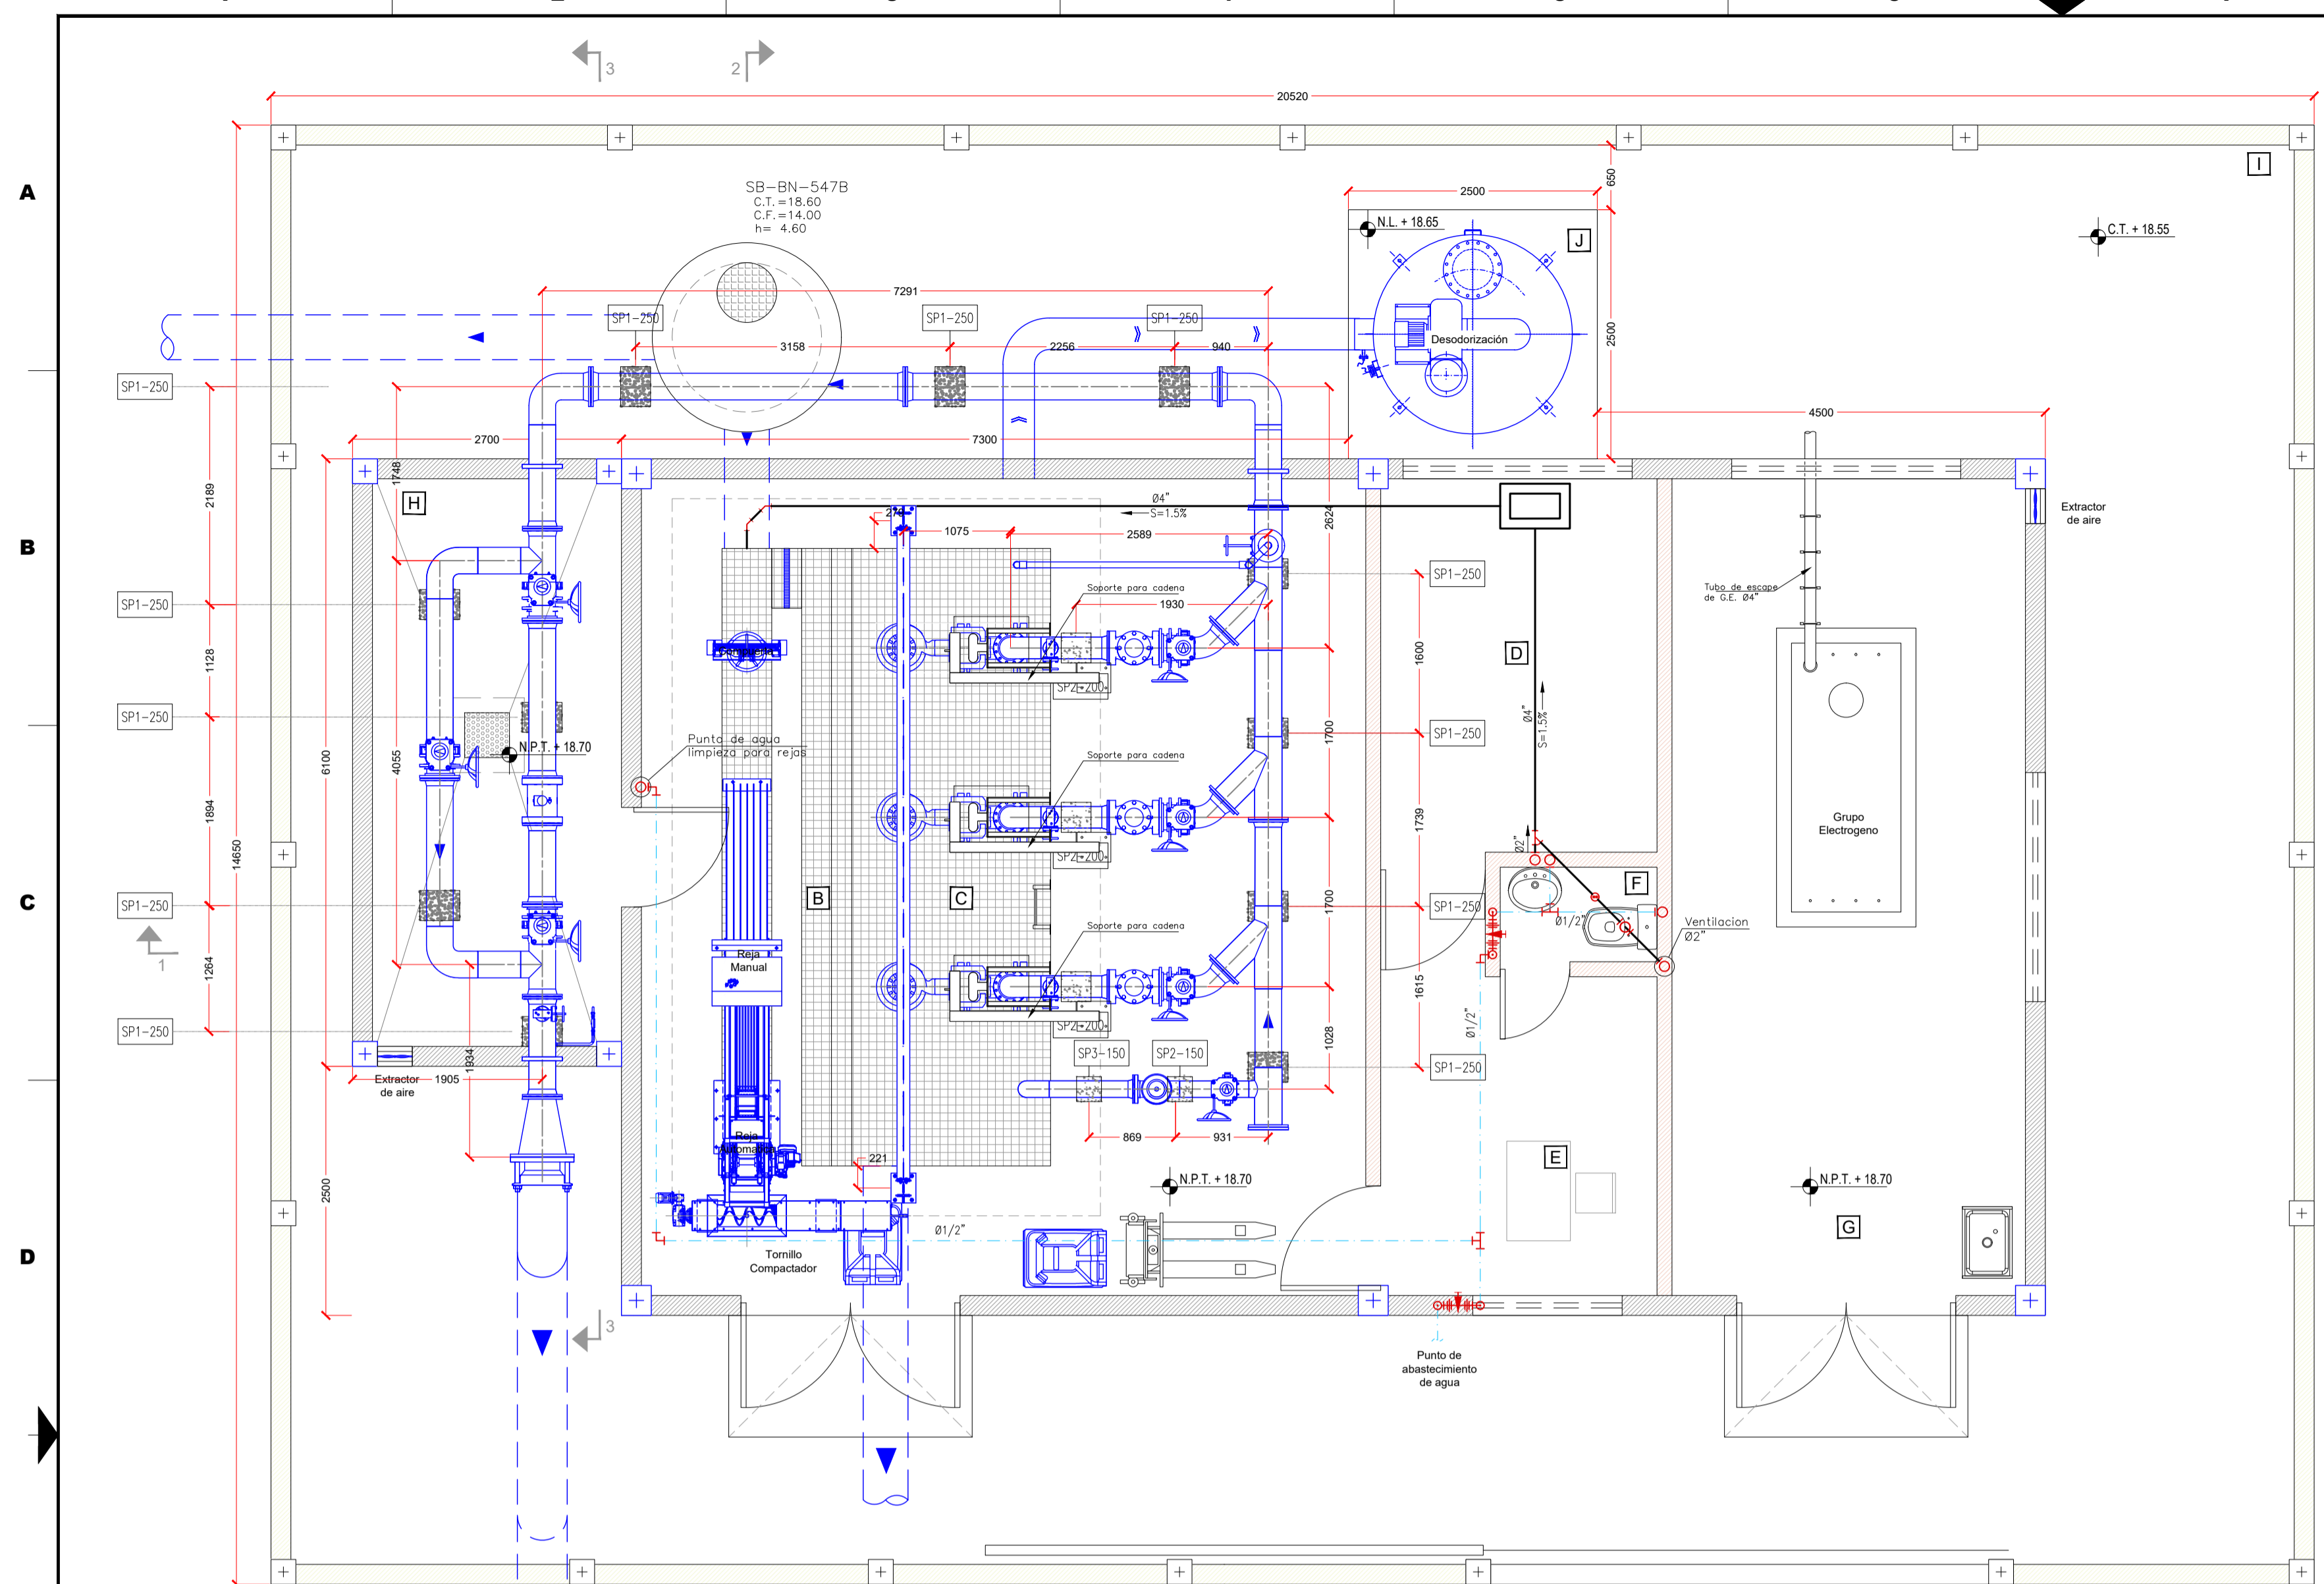 3
2
20520
A
I
650
SB-BN-547B
C.T.=18.60
C.F.=14.00
h= 4.60
2500
N.L. + 18.65
J
C.T. + 18.55
7291
SP1-250
SP1-250
SP1-250
3158
2256
940
Desodorización
2500
SP1-250
4500
2700
7300
1748
2189
H
Ø4"
S=1.5%
1075
2589
2624
Extractor
de aire
B
SP1-250
SP1-250
Soporte para cadena
1930
Tubo de escape
de G.E. Ø4"
1128
1600
D
SP2-200
SP1-250
Ø4"
S=1.5%
1700
SP1-250
Punto de agua
limpieza para rejas
N.P.T. + 18.70
Soporte para cadena
6100
4055
1894
14650
1739
Grupo
Electrogeno
Ø2"
SP2-200
C
SP1-250
B
C
F
SP1-250
1700
Ø1/2"
Ventilacion
Ø2"
Soporte para cadena
1
1264
Reja
Manual
1615
SP2-200
Ø1/2"
SP1-250
1028
1934
SP3-150
SP2-150
SP1-250
Extractor
de aire
1905
Reja
869
931
E
221
N.P.T. + 18.70
N.P.T. + 18.70
2500
Ø1/2"
G
D
Tornillo
Compactador
3
Punto de
abastecimiento
de agua